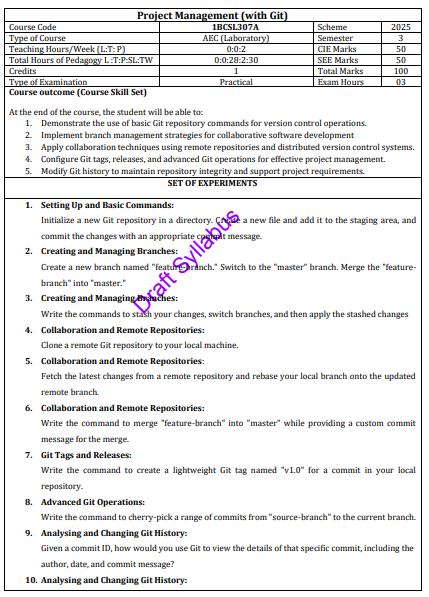 Project Management (with Git)
Course Code 1BCSL307A Scheme 2025
Type of Course AEC (Laboratory) Semester 3
Teaching Hours/Week (L:T: P) 0:0:2 CIE Marks 50
Total Hours of Pedagogy L :T:P:SL:TW 0:0:28:2:30 SEE Marks 50
Credits 1 Total Marks 100
Type of Examination Practical Exam Hours 03
Course outcome (Course Skill Set)
At the end of the course, the student will be able to:
1. Demonstrate the use of basic Git repository commands for version control operations.
2. Implement branch management strategies for collaborative software development
3. Apply collaboration techniques using remote repositories and distributed version control systems.
4. Configure Git tags, releases, and advanced Git operations for effective project management.
5. Modify Git history to maintain repository integrity and support project requirements.
SET OF EXPERIMENTS
1. Setting Up and Basic Commands:
Initialize a new Git repository in a directory. Create a new file and add it to the staging area, and
commit the changes with an appropriate commit message.
2. Creating and Managing Branches:
Create a new branch named "feature-branch." Switch to the "master" branch. Merge the "feature-
branch" into "master."
3. Creating and Managing Branches:
Write the commands to stash your changes, switch branches, and then apply the stashed changes
4. Collaboration and Remote Repositories:
Clone a remote Git repository to your local machine.
5. Collaboration and Remote Repositories:
Fetch the latest changes from a remote repository and rebase your local branch onto the updated
remote branch.
6. Collaboration and Remote Repositories:
Write the command to merge "feature-branch" into "master" while providing a custom commit
message for the merge.
7. Git Tags and Releases:
Write the command to create a lightweight Git tag named "v1.0" for a commit in your local
repository.
8. Advanced Git Operations:
Write the command to cherry-pick a range of commits from "source-branch" to the current branch.
9. Analysing and Changing Git History:
Given a commit ID, how would you use Git to view the details of that specific commit, including the
author, date, and commit message?
10. Analysing and Changing Git History:
Draft Syllabus